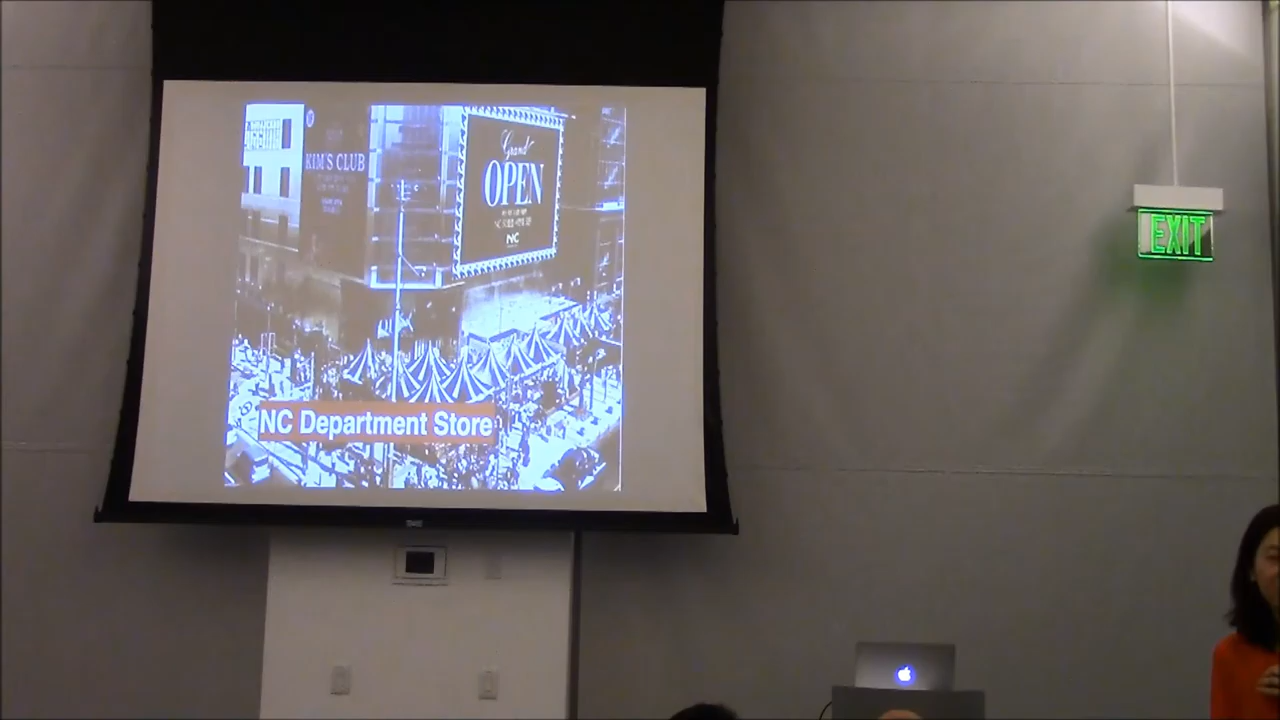 KIM'S CLUB
Grand
OPEN
NC
NC Department Store
EXIT